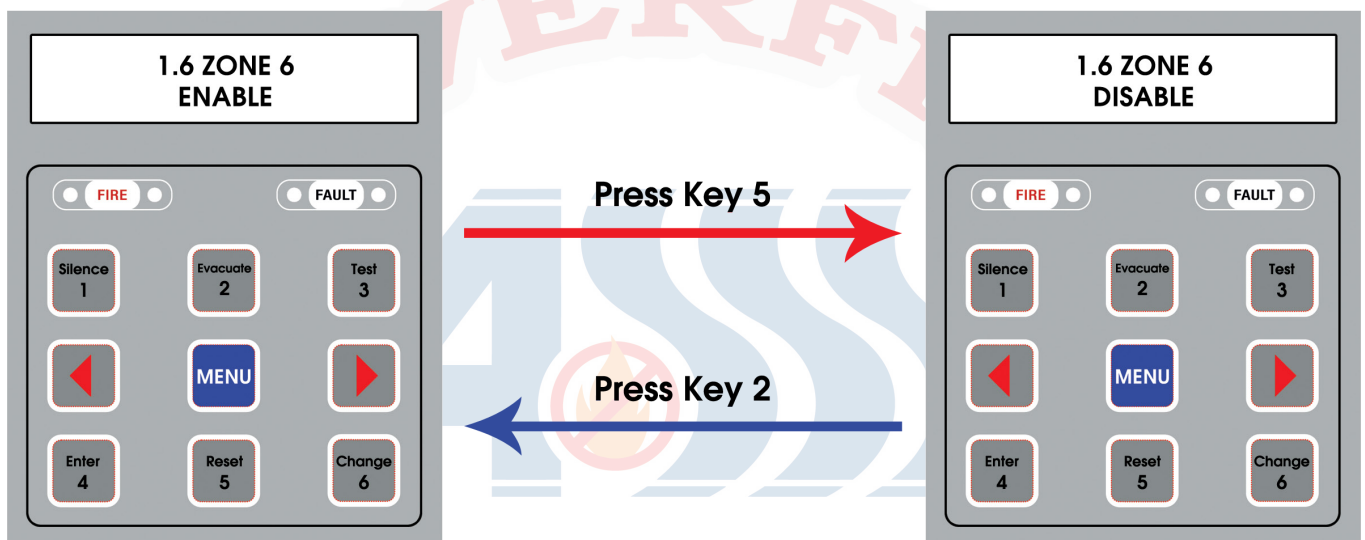 1.6 ZONE 6
ENABLE
FIRE
FAULT
Silence
1
Evacuate
2
Test
3
MENU
Enter
4
Reset
5
Change
6
Press Key 5
Press Key 2
1.6 ZONE 6
DISABLE
FIRE
FAULT
Silence
1
Evacuate
2
Test
3
MENU
Enter
4
Reset
5
Change
6